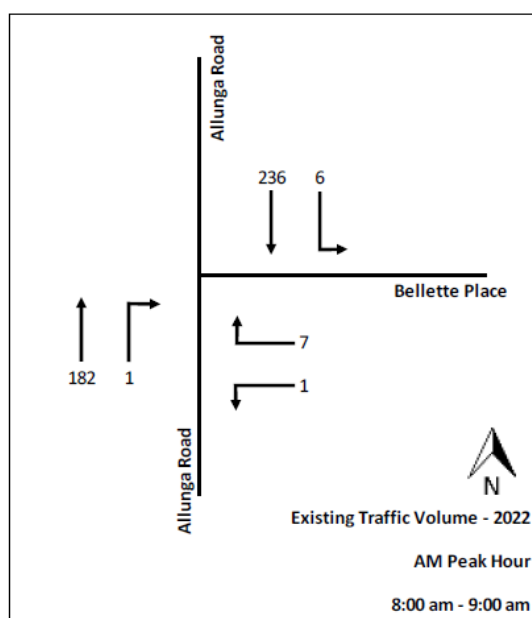 Allunga Road
236 6
Bellette Place
7
182 1
1
Allunga Road
N
Existing Traffic Volume - 2022
AM Peak Hour
8:00 am - 9:00 am